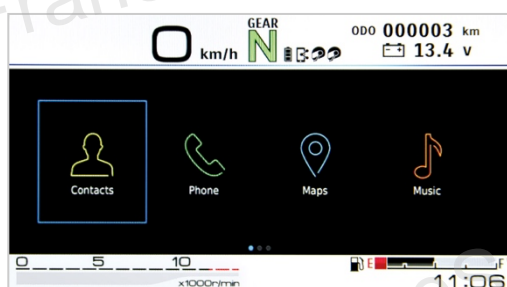 GEAR
0 km/h N ODO 000003 km
13.4 v
Contacts Phone Maps Music
0 5 10
x1000r/min
E F
11:06